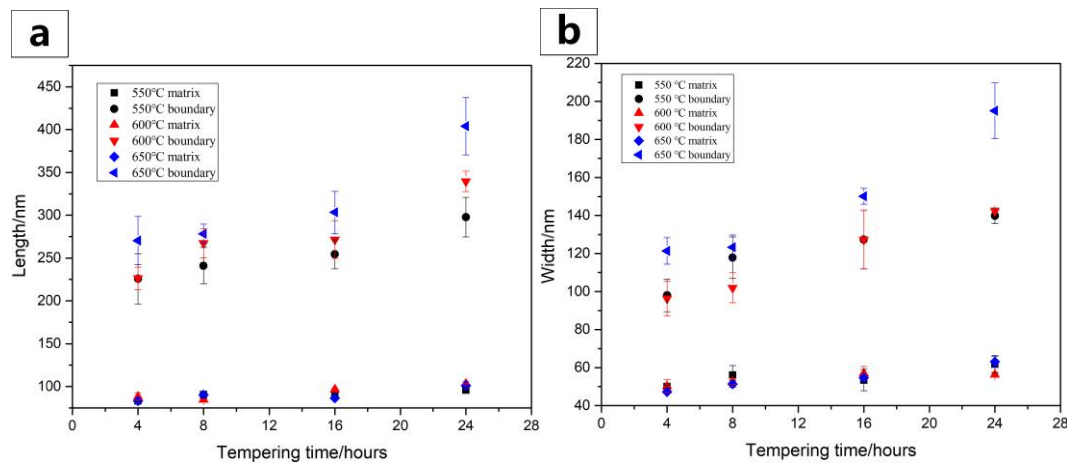 a
Length/nm
450
400
350
300
250
200
150
100
550°C matrix
550°C boundary
600°C matrix
600°C boundary
650°C matrix
650°C boundary
0 4 8 12 16 20 24 28
Tempering time/hours
b
Width/nm
220
200
180
160
140
120
100
80
60
40
550 °C matrix
550 °C boundary
600 °C matrix
600 °C boundary
650 °C matrix
650 °C boundary
0 4 8 12 16 20 24 28
Tempering time/hours